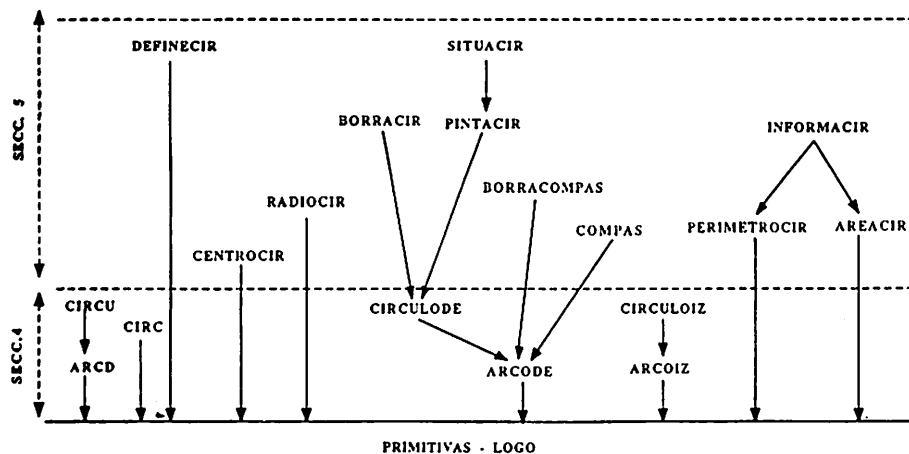 DEFINECIR
SITUACIR
BORRACIR
PINTACIR
INFORMACIR
SECC. 5
BORRACOMPAS
RADIOCIR
COMPAS
PERIMETROCIR
AREACIR
CENTROCIR
CIRCU
CIRCULODE
CIRCULOIZ
CIRC
SECC.4
ARCD
ARCODE
ARCOIZ
PRIMITIVAS - LOGO